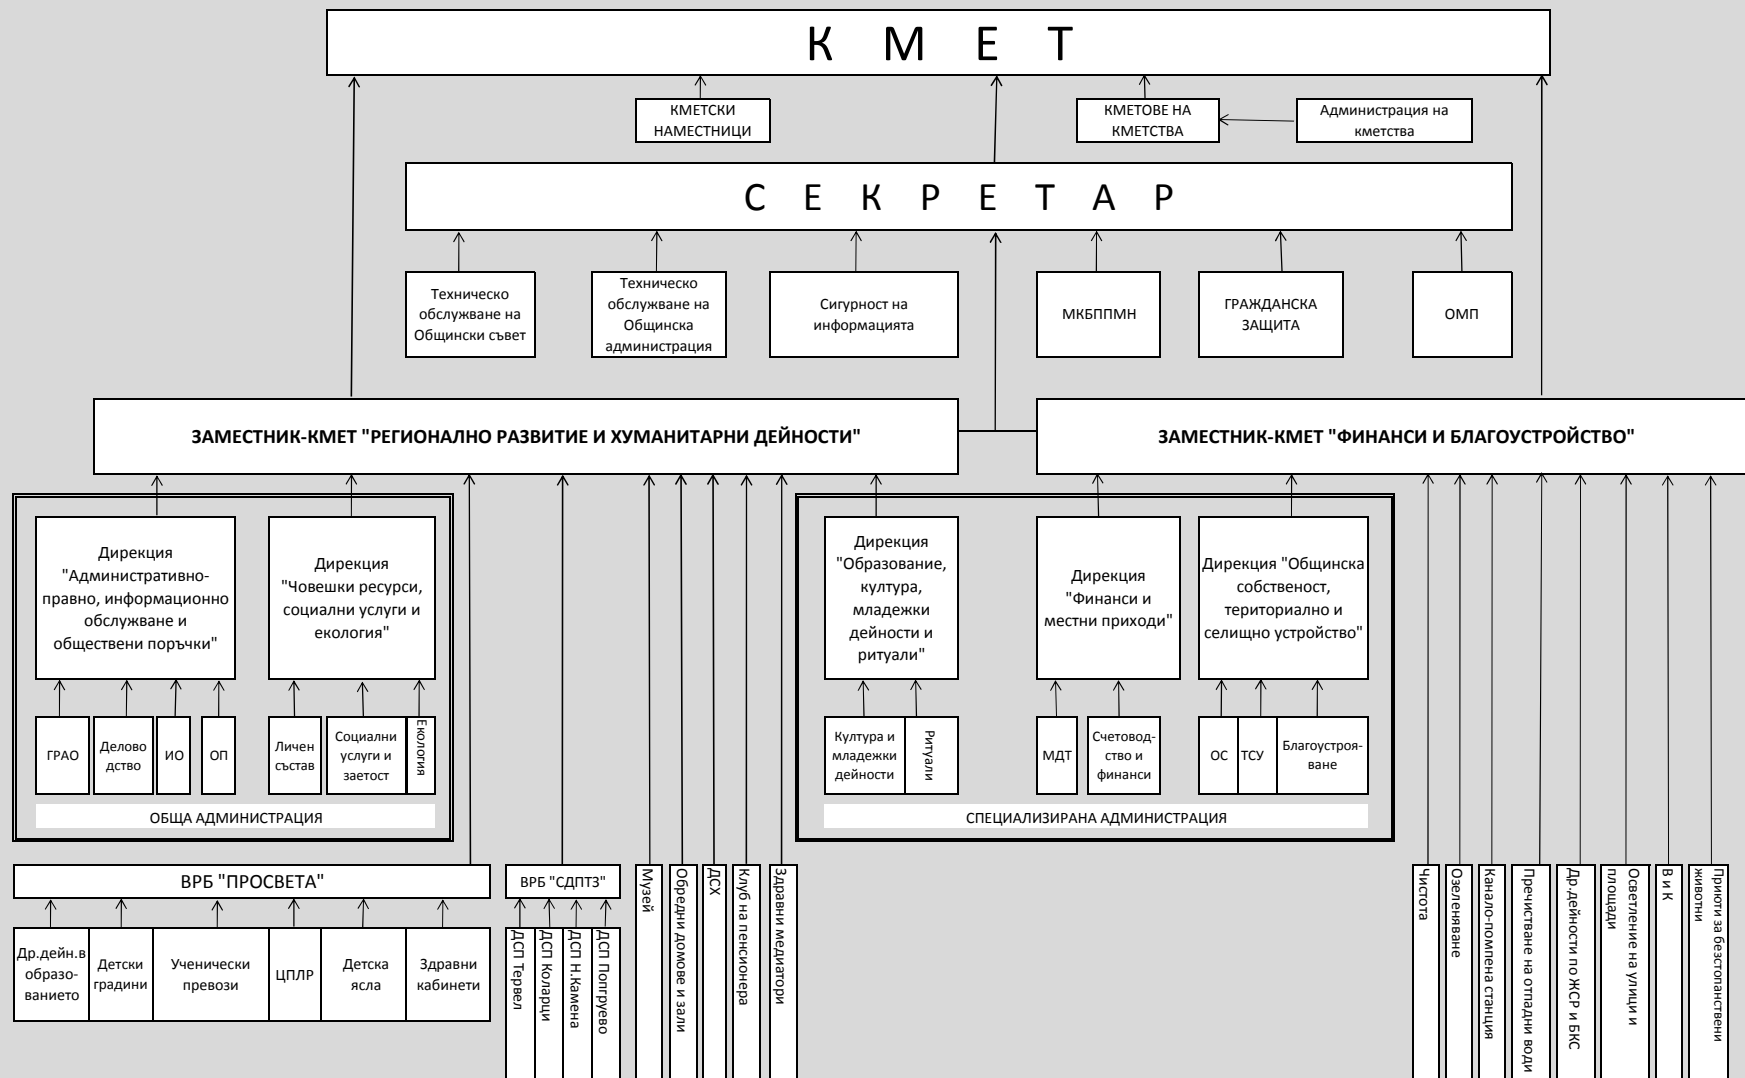 К М Е Т
КМЕТСКИ
НАМЕСТНИЦИ
КМЕТОВЕ НА
КМЕТСТВА
Администрация на
кметства
С Е К Р Е Т А Р
Техническо
обслужване на
Общински съвет
Техническо
обслужване на
Общинска
администрация
Сигурност на
информацията
МКБППМН
ГРАЖДАНСКА
ЗАЩИТА
ОМП
ЗАМЕСТНИК-КМЕТ "РЕГИОНАЛНО РАЗВИТИЕ И ХУМАНИТАРНИ ДЕЙНОСТИ"
ЗАМЕСТНИК-КМЕТ "ФИНАНСИ И БЛАГОУСТРОЙСТВО"
Дирекция
"Административно-
правно, информационно
обслужване и
обществени поръчки"
Дирекция
"Човешки ресурси,
социални услуги и
екология"
Дирекция
"Образование,
култура,
младежки
дейности и
ритуали"
Дирекция
"Финанси и
местни приходи"
Дирекция "Общинска
собственост,
териториално и
селищно устройство"
ГРАО
Делово
дство
ИО
ОП
Личен
състав
Социални
услуги и
заетост
Екология
Култура и
младежки
дейности
Ритуали
МДТ
Счетовод-
ство и
финанси
ОС
ТСУ
Благоустроя-
ване
ОБЩА АДМИНИСТРАЦИЯ
СПЕЦИАЛИЗИРАНА АДМИНИСТРАЦИЯ
ВРБ "ПРОСВЕТА"
ВРБ "СДПТЗ"
Др.дейн.в
образо-
ванието
Детски
градини
Ученически
превози
ЦПЛР
Детска
ясла
Здравни
кабинети
ДСП Тервел
ДСП Коларци
ДСП Н.Камена
ДСП Попгруево
Музей
Обредни домове и зали
ДСХ
Клуб на пенсионера
Здравни медиатори
Чистота
Озеленяване
Канало-помпена станция
Пречистване на отпадни води
Др.дейности по ЖСР и БКС
Осветление на улици и
площади
В и К
Приюти за безстопанствени
животни